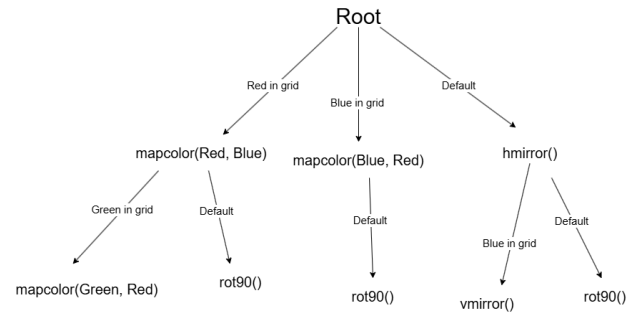 Root
Red in grid
Blue in grid
Default
mapcolor(Red, Blue)
mapcolor(Blue, Red)
hmirror()
Green in grid
Default
Default
Blue in grid
Default
mapcolor(Green, Red)
rot90()
rot90()
vmirror()
rot90()